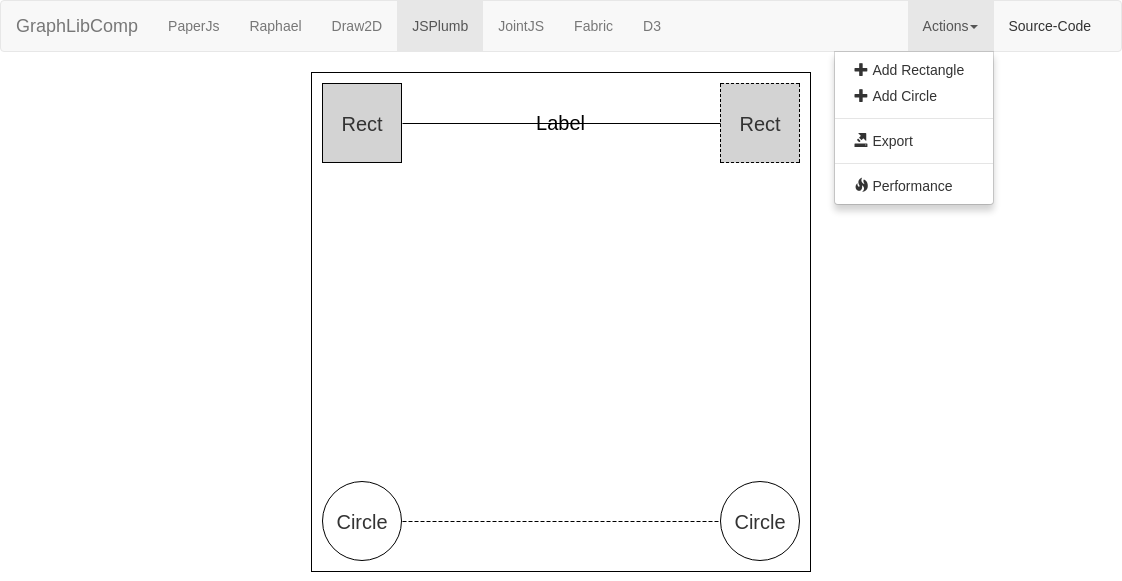 GraphLibComp PaperJs Raphael Draw2D JSPlumb JointJS Fabric D3 Actions Source-Code
Add Rectangle
Add Circle
Export
Performance
Rect Label Rect
Circle Circle